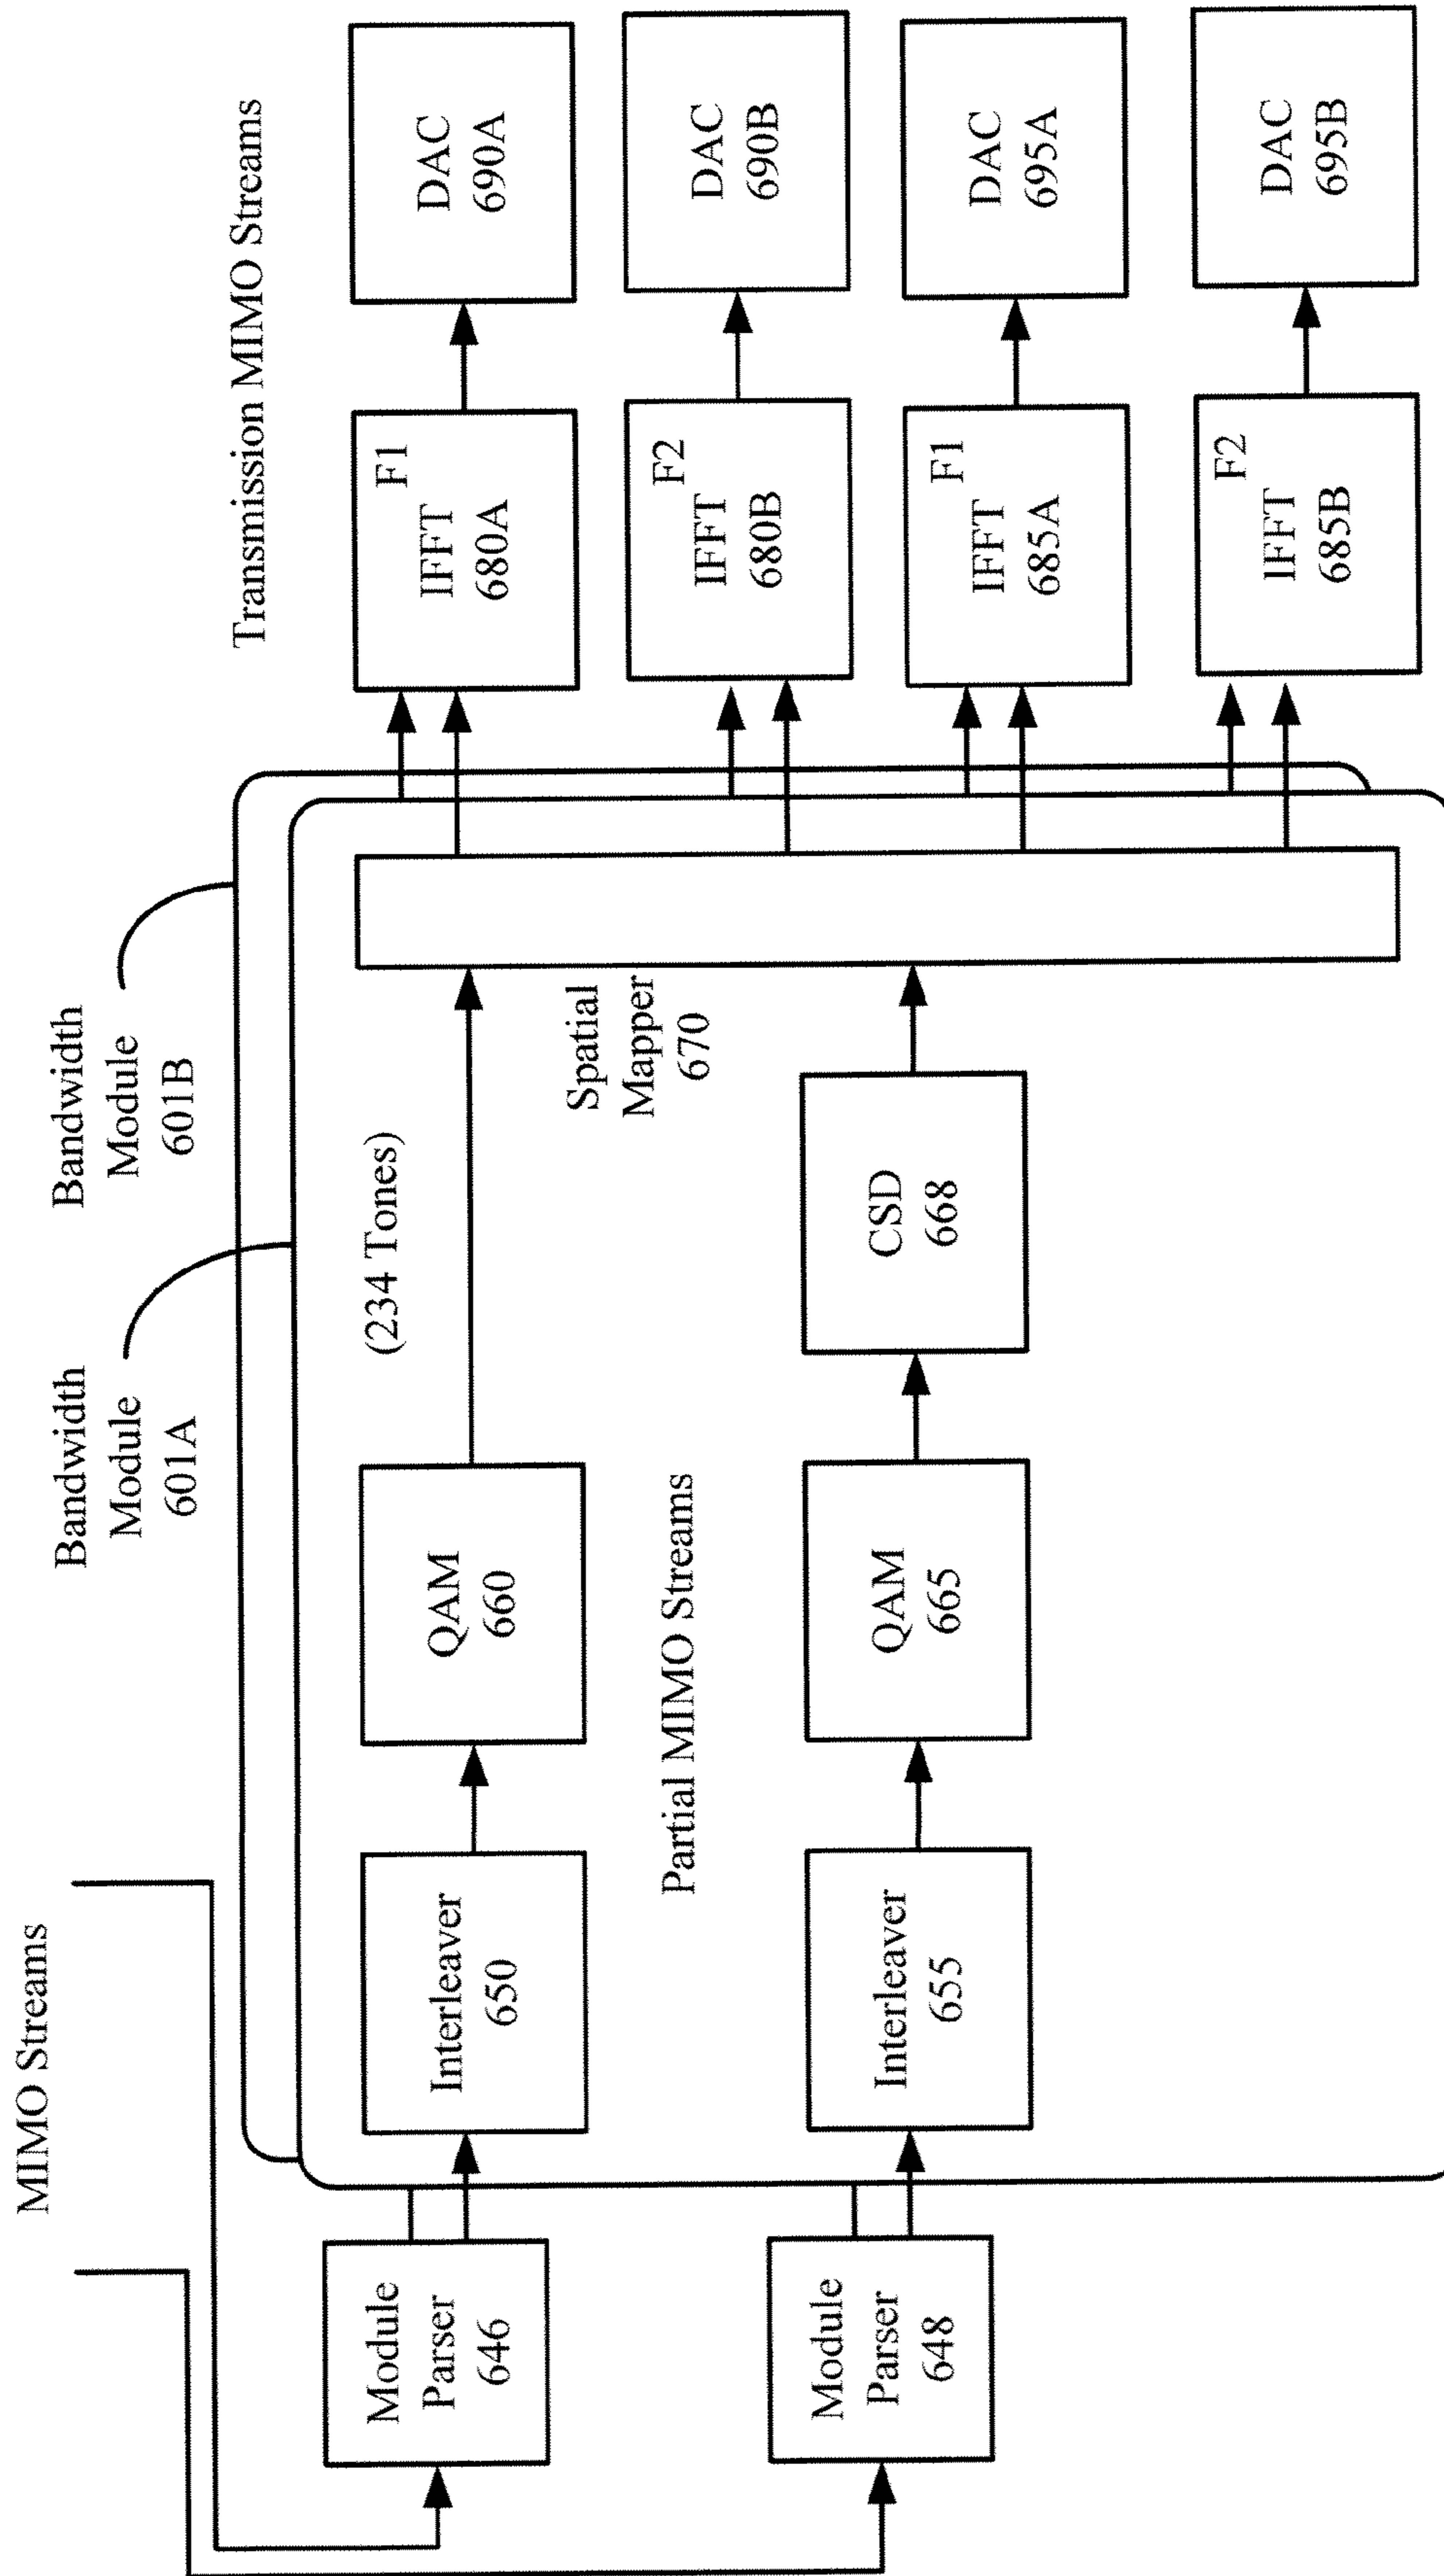 MIMO Streams
Bandwidth
Module
601A
Bandwidth
Module
601B
Transmission MIMO Streams
Module
Parser
646
Interleaver
650
QAM
660
(234 Tones)
F1
IFFT
680A
DAC
690A
Spatial
Mapper
670
F2
IFFT
680B
DAC
690B
Partial MIMO Streams
Module
Parser
648
Interleaver
655
QAM
665
CSD
668
F1
IFFT
685A
DAC
695A
F2
IFFT
685B
DAC
695B